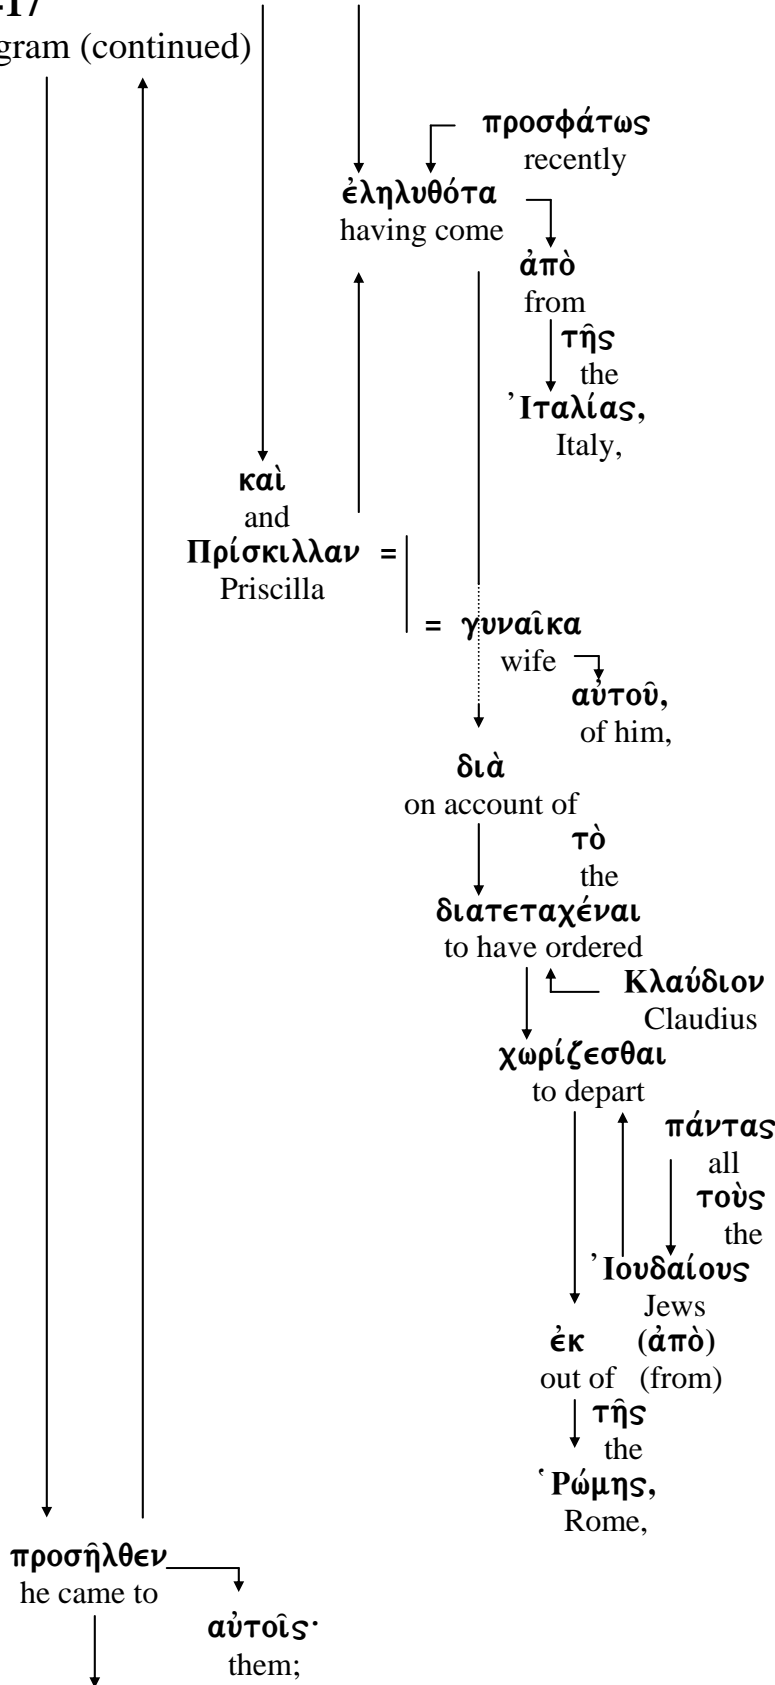 -17
gram (continued)
προσφάτως
recently
ἐληλυθότα
having come
ἀπὸ
from
τῆς
the
Ἰταλίας,
Italy,
καὶ
and
Πρίσκιλλαν =
Priscilla
= γυναῖκα
wife
αὐτοῦ,
of him,
διὰ
on account of
τὸ
the
διατεταχέναι
to have ordered
Κλαύδιον
Claudius
χωρίζεσθαι
to depart
πάντας
all
τοὺς
the
Ἰουδαίους
Jews
ἐκ (ἀπὸ)
out of (from)
τῆς
the
Ῥώμης,
Rome,
προσῆλθεν
he came to
αὐτοῖς·
them;